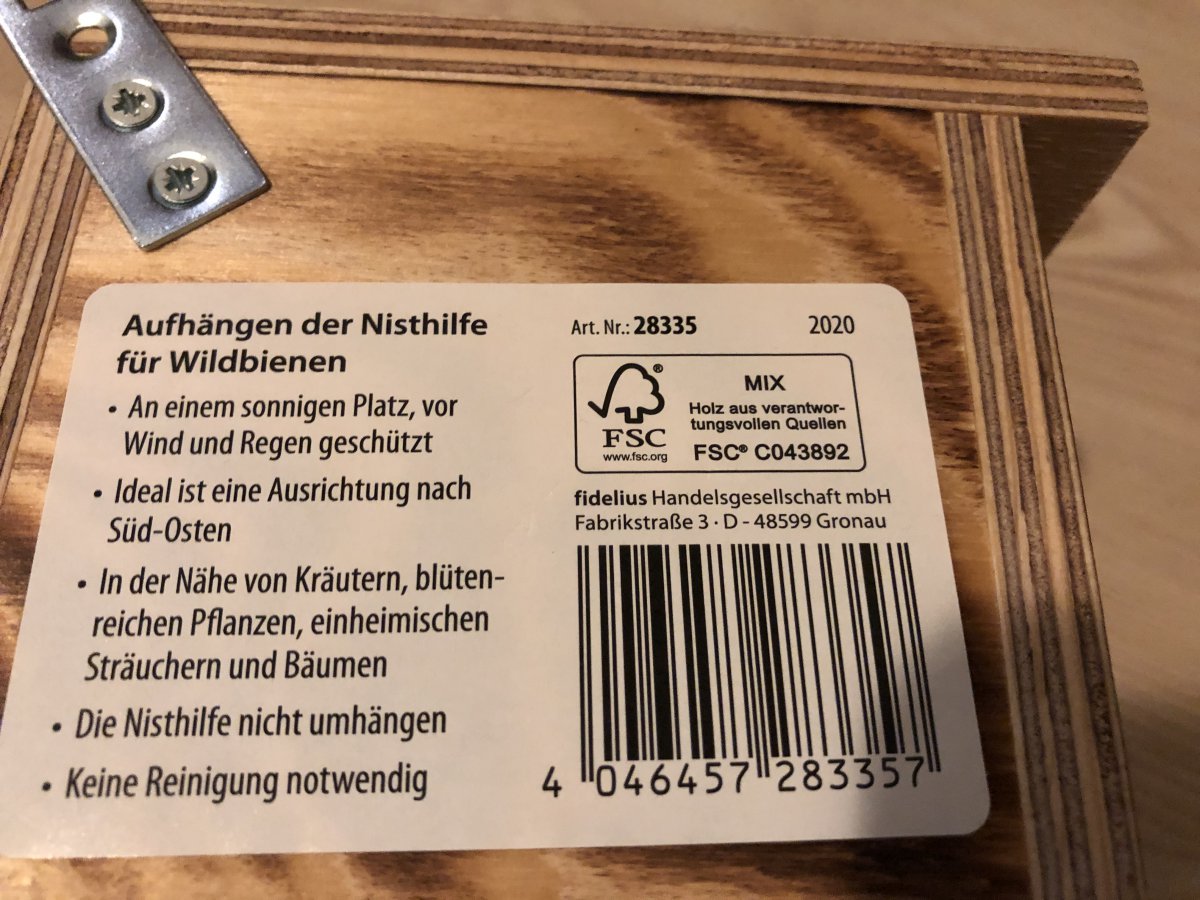 Aufhängen der Nisthilfe
für Wildbienen
• An einem sonnigen Platz, vor
Wind und Regen geschützt
• Ideal ist eine Ausrichtung nach
Süd-Osten
• In der Nähe von Kräutern, blüten-
reichen Pflanzen, einheimischen
Sträuchern und Bäumen
• Die Nisthilfe nicht umhängen
• Keine Reinigung notwendig
Art. Nr.: 28335 2020
®
FSC
www.fsc.org
MIX
Holz aus verantwor-
tungsvollen Quellen
FSC® C043892
fidelius Handelsgesellschaft mbH
Fabrikstraße 3 · D - 48599 Gronau
4 046457 283357